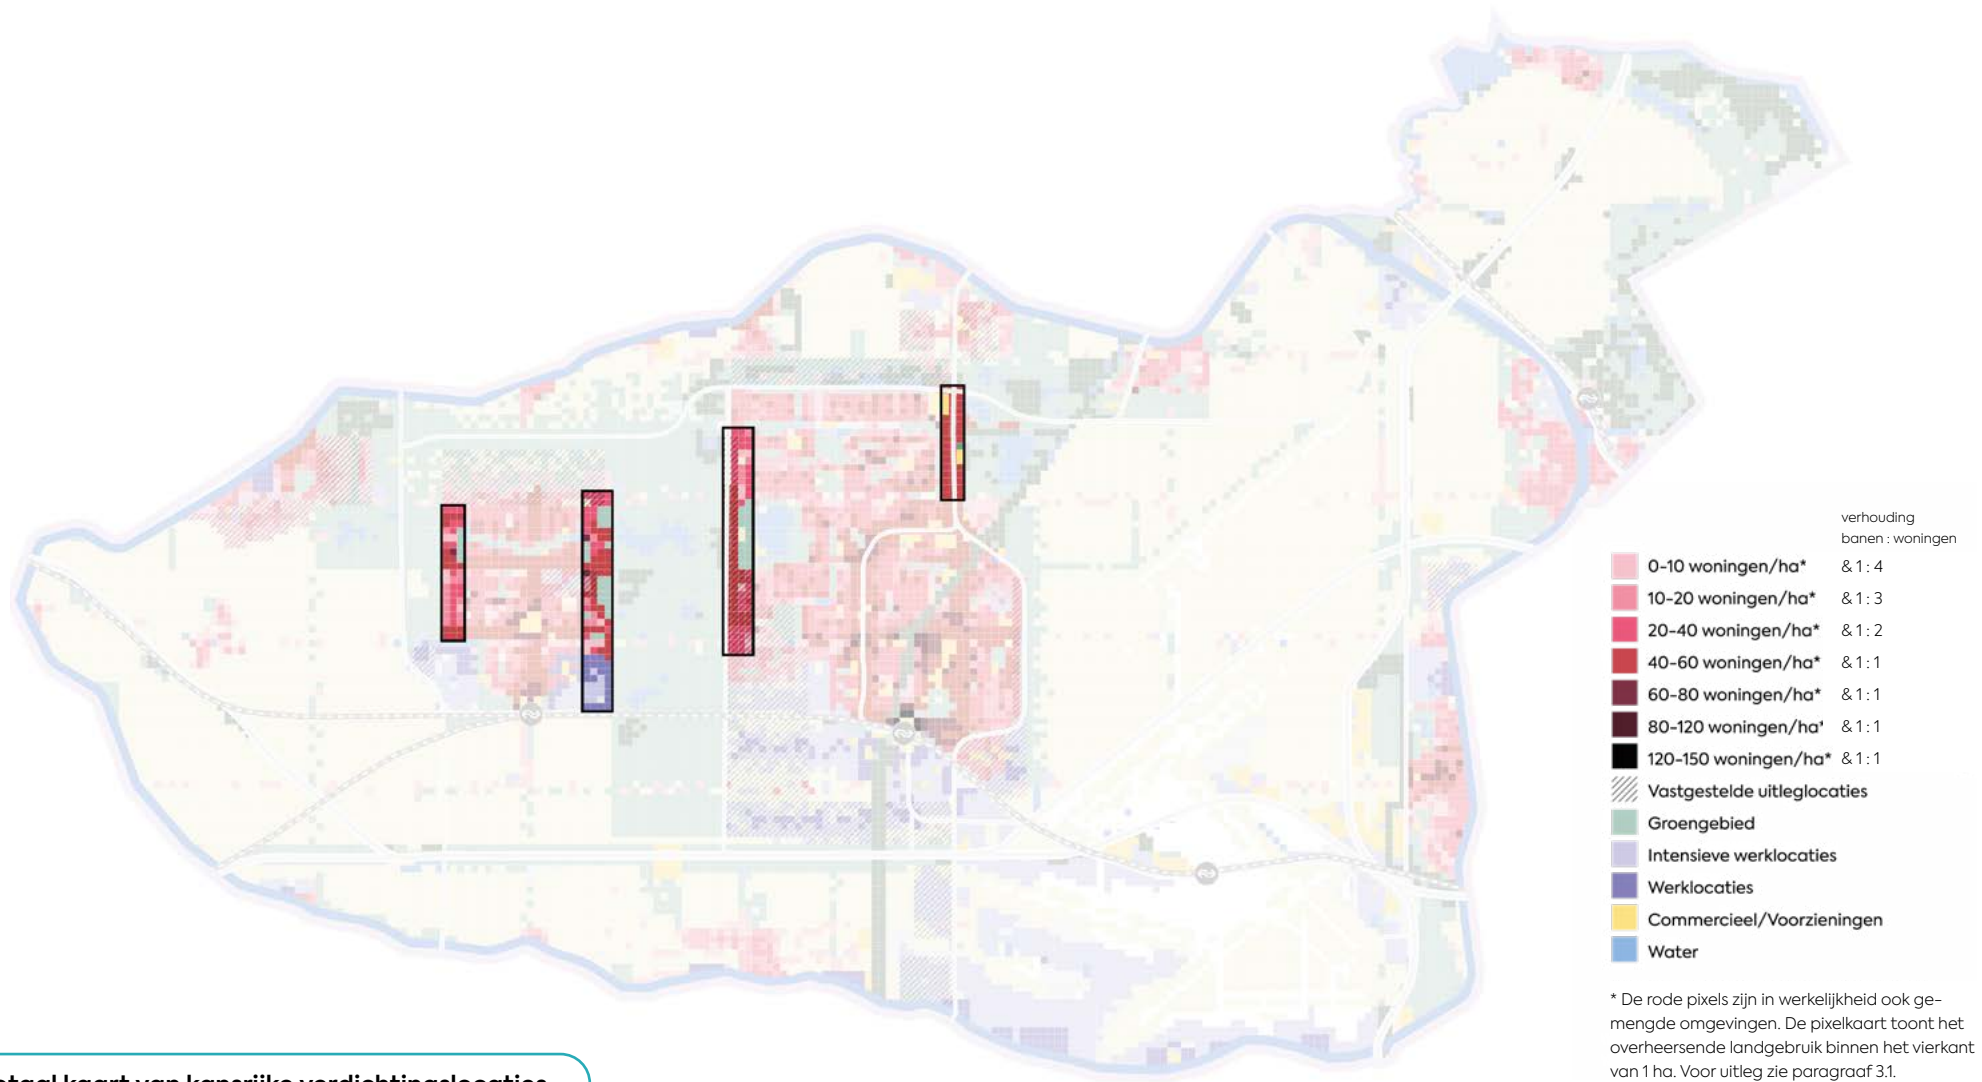 verhouding
banen : woningen
0-10 woningen/ha* & 1 : 4
10-20 woningen/ha* & 1 : 3
20-40 woningen/ha* & 1 : 2
40-60 woningen/ha* & 1 : 1
60-80 woningen/ha* & 1 : 1
80-120 woningen/ha* & 1 : 1
120-150 woningen/ha* & 1 : 1
Vastgestelde uitleglocaties
Groengebied
Intensieve werklocaties
Werklocaties
Commercieel/Voorzieningen
Water
* De rode pixels zijn in werkelijkheid ook ge-
mengde omgevingen. De pixelkaart toont het
overheersende landgebruik binnen het vierkant
van 1 ha. Voor uitleg zie paragraaf 3.1.
kaart van kansrijke verdichtingslocaties